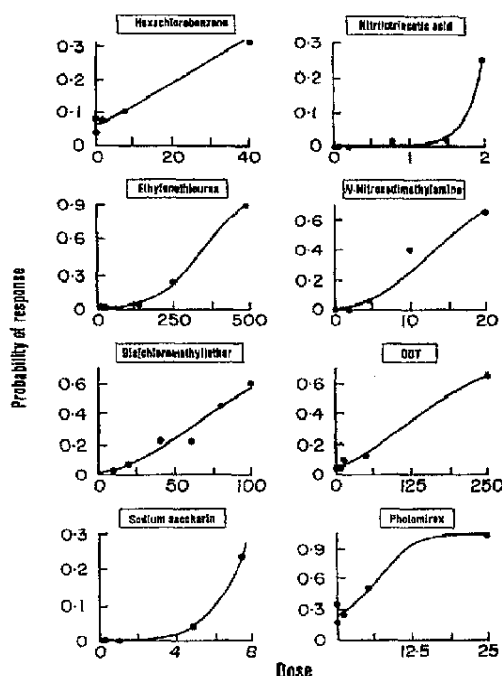 Hexachlorobenzene
0·3
0·2
0·1
0
0 20 40
Nitrilotriacetic acid
0·3
0·2
0·1
0
0 1 2
Ethylenethiourea
0·9
0·6
0·3
0
0 250 500
N-Nitrosodimethylamine
0·6
0·4
0·2
0
0 10 20
Bis(chloromethyl)ether
0·6
0·4
0·2
0
0 50 100
DDT
0·6
0·4
0·2
0
0 125 250
Sodium saccharin
0·3
0·2
0·1
0
4 8
Photomirex
0·9
0·6
0·3
0
0 12·5 25
Probability of response
Dose